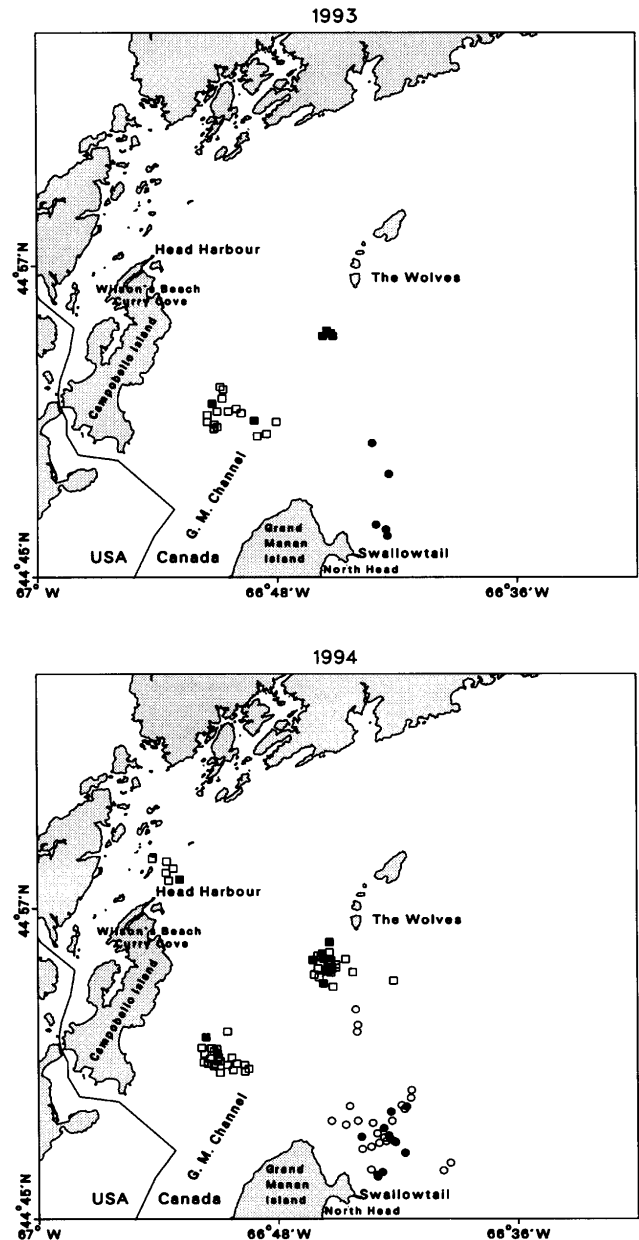 1993
Head Harbour
44°57'N
The Wolves
Wilson's Beach
Curry Cove
Campobello Island
G. M. Channel
Grand
Manan
Island
Swallowtail
USA
Canada
North Head
44°45'N
67° W
66°48'W
66°36'W
1994
Head Harbour
44°57'N
The Wolves
Wilson's Beach
Curry Cove
Campobello Island
G. M. Channel
Grand
Manan
Island
Swallowtail
USA
Canada
North Head
44°45'N
67° W
66°48'W
66°36'W